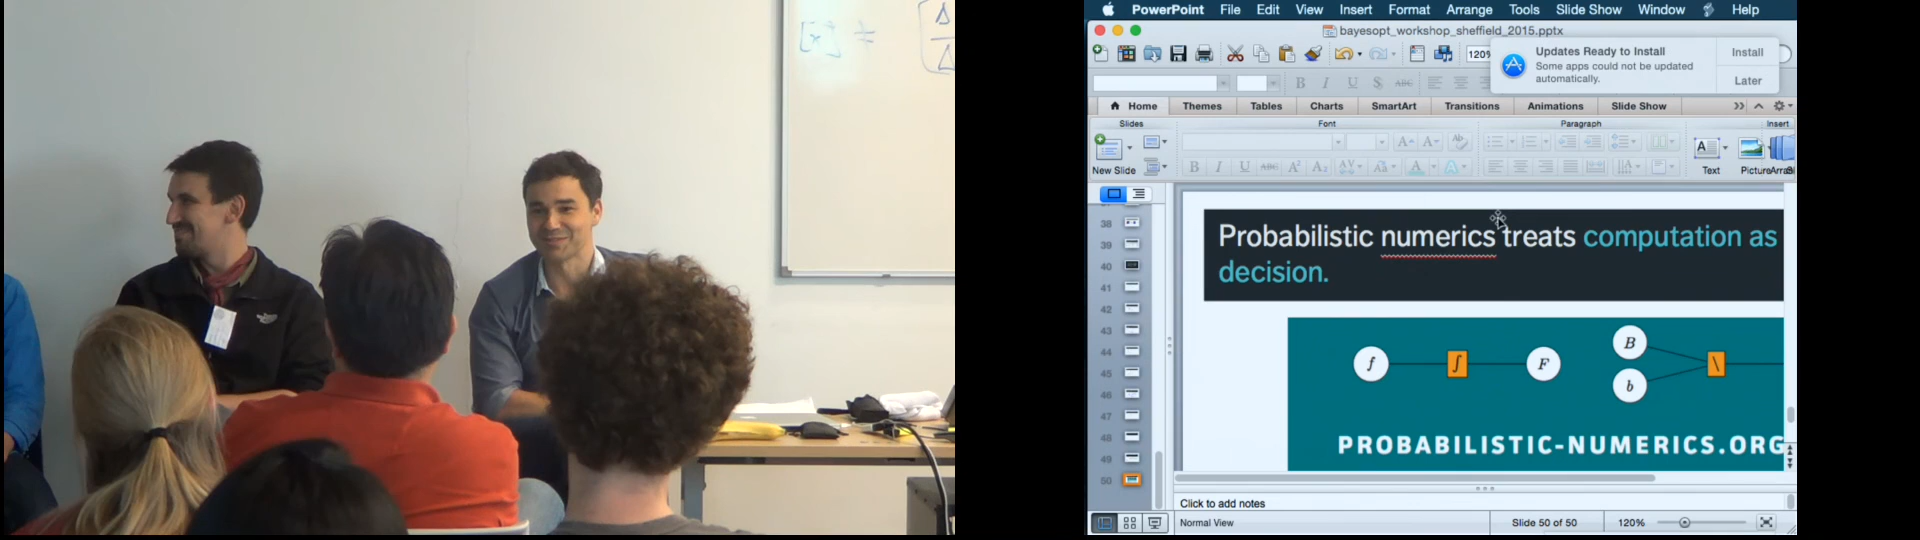 [x] ÷
PowerPoint File Edit View Insert Format Arrange Tools Slide Show Window Help
bayesopt_workshop_sheffield_2015.pptx
120%
Updates Ready to Install
Some apps could not be updated
automatically.
Install
Later
Home Themes Tables Charts SmartArt Transitions Animations Slide Show
Slides Font Paragraph Insert
New Slide
Text Picture
38
39
40
41
42
43
44
45
46
47
48
49
50
Probabilistic numerics treats computation as
decision.
f ∫ F
B
b
\
PROBABILISTIC-NUMERICS.ORG
Click to add notes
Normal View
Slide 50 of 50
120%